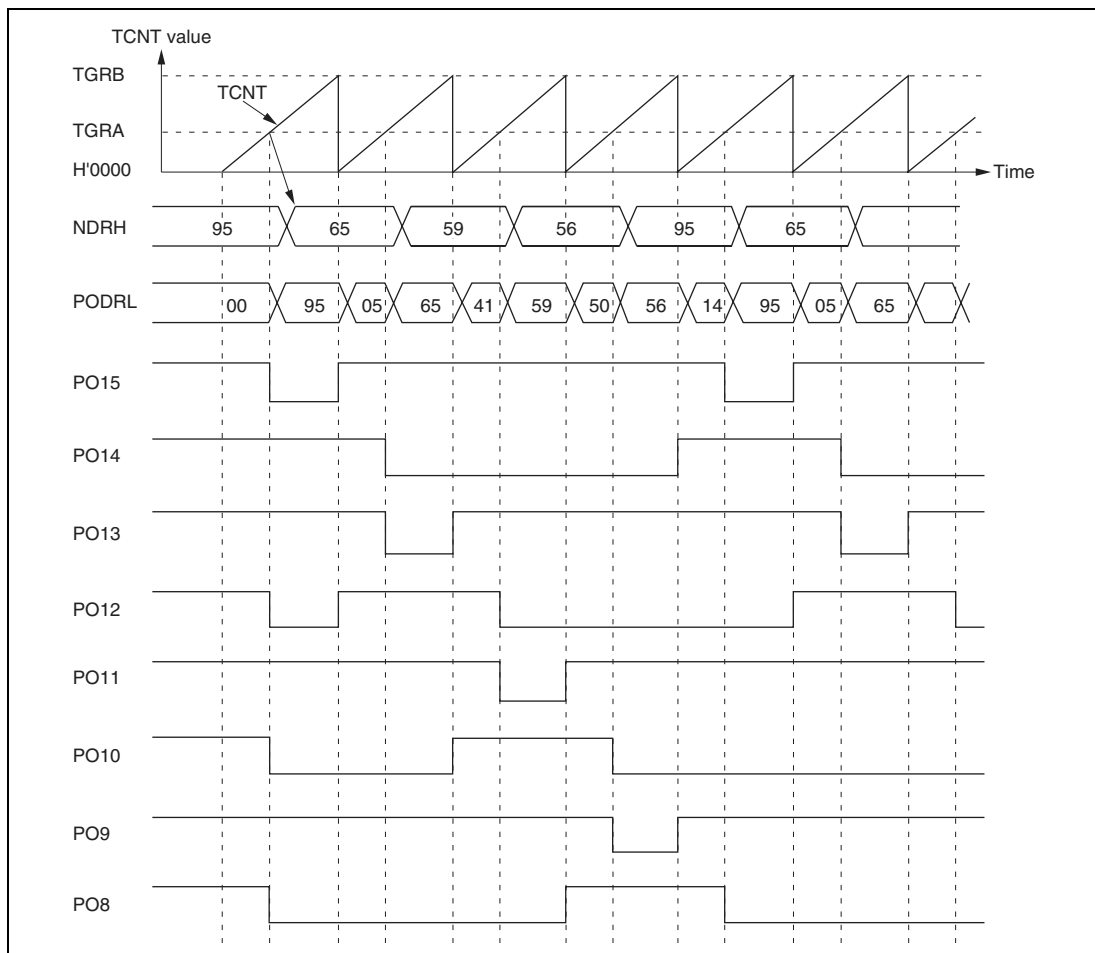 TCNT value
TGRB
TCNT
TGRA
H'0000
Time
NDRH 95 65 59 56 95 65
PODRL 00 95 05 65 41 59 50 56 14 95 05 65
PO15
PO14
PO13
PO12
PO11
PO10
PO9
PO8